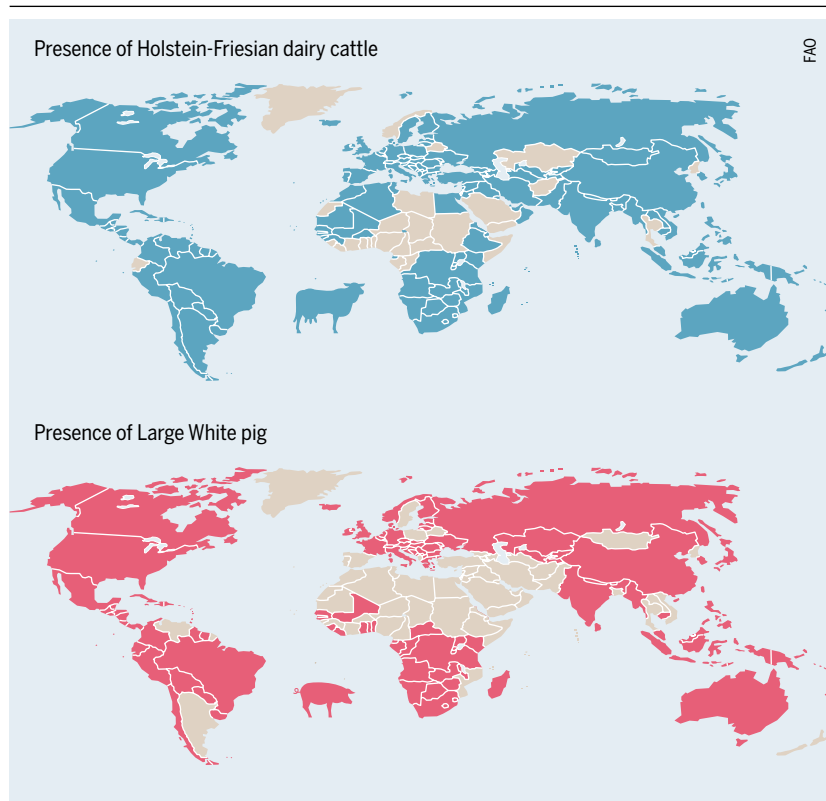 Presence of Holstein-Friesian dairy cattle
FAO
Presence of Large White pig